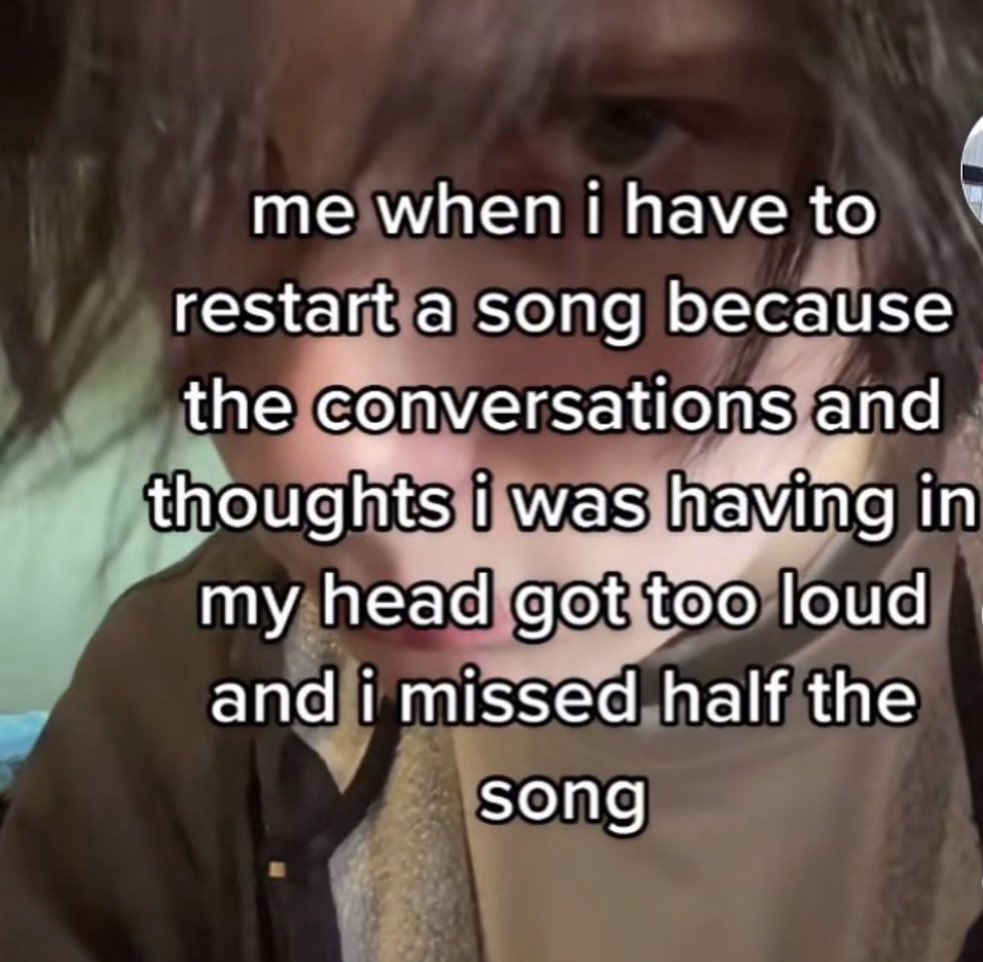 me when i have to
restart a song because
the conversations and
thoughts i was having in
my head got too loud
and i missed half the
song